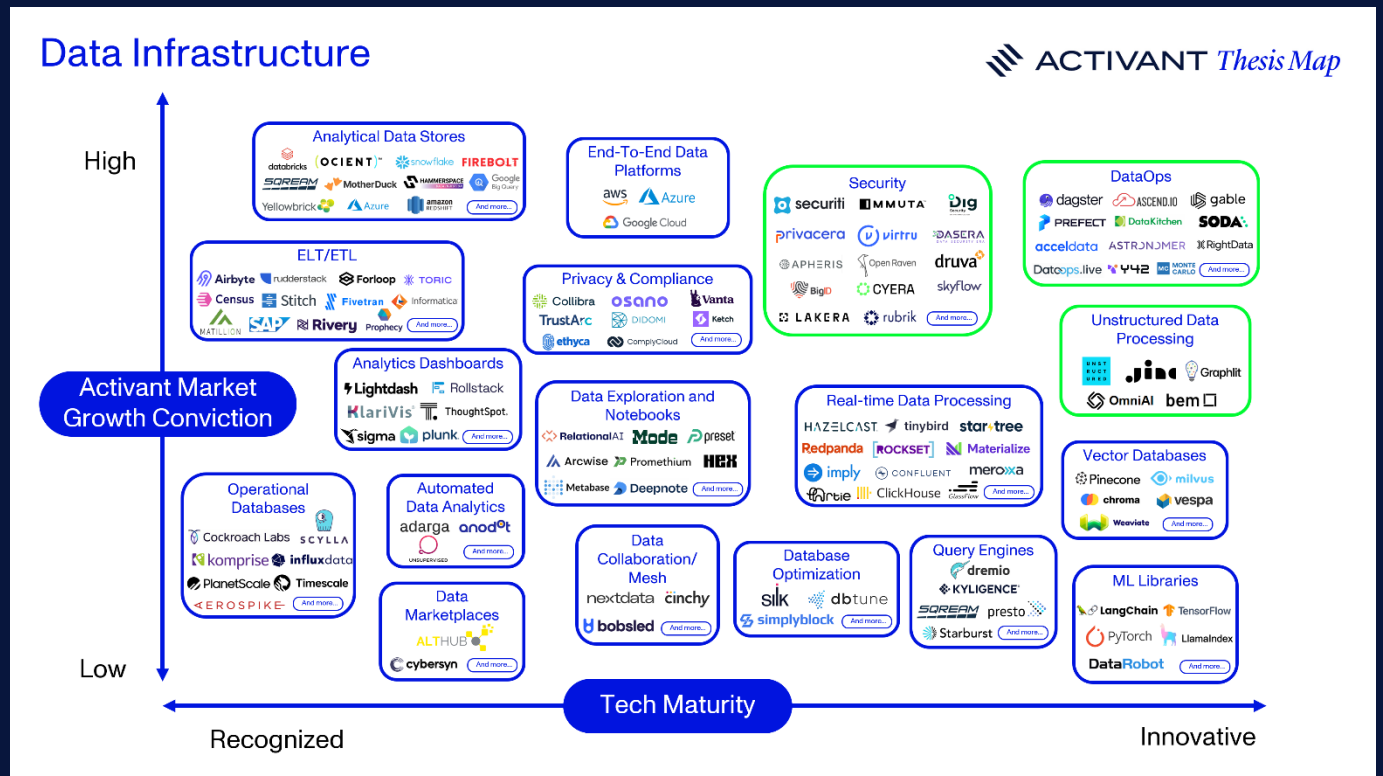 Data Infrastructure
ACTIVANT Thesis Map
High
Activant Market
Growth Conviction
Low
Recognized
Tech Maturity
Innovative
Analytical Data Stores
databricks (OCIENT)™ snowflake FIREBOLT
SQREAM MotherDuck HAMMERSPACE Google
Big Query
Yellowbrick Azure amazon
REDSHIFT And more...
End-To-End Data
Platforms
aws Azure
Google Cloud
Security
securiti IMMUTA Dig
privacera virtru DASERA
APHERIS Open Raven druva
BigID CYERA skyflow
LAKERA rubrik And more...
DataOps
dagster ASCEND.IO gable
PREFECT DataKitchen SODA
acceldata ASTRONOMER RightData
Dataops.live Y42 MONTE
CARLO And more...
ELT/ETL
Airbyte rudderstack Forloop TORIC
Census Stitch Fivetran Informatica
MATILLION SAP Rivery Prophecy And more...
Privacy & Compliance
Collibra osano Vanta
TrustArc DIDOMI Ketch
ethyca ComplyCloud And more...
Unstructured Data
Processing
UNST
RUCT
URED
Jina Graphlit
OmniAI bem
Analytics Dashboards
Lightdash Rollstack
KlariVis® T. ThoughtSpot.
sigma plunk. And more...
Data Exploration and
Notebooks
RelationalAI Mode preset
Arcwise Promethium HEX
Metabase Deepnote And more...
Real-time Data Processing
HAZELCAST tinybird startree
Redpanda [ROCKSET] Materialize
imply CONFLUENT meroxa
Artie ClickHouse GlassFlow And more...
Vector Databases
Pinecone milvus
chroma vespa
Weaviate And more...
Operational
Databases
Cockroach Labs SCYLLA
komprise influxdata
PlanetScale Timescale
AEROSPIKE And more...
Automated
Data Analytics
adarga anodot
UNSUPERVISED And more...
Data
Marketplaces
ALTHUB
cybersyn And more...
Data
Collaboration/
Mesh
nextdata cinchy
bobsled And more...
Database
Optimization
silk dbtune
simplyblock And more...
Query Engines
dremio
KYLIGENCE®
SQREAM presto
Starburst And more...
ML Libraries
LangChain TensorFlow
PyTorch LlamaIndex
DataRobot And more...